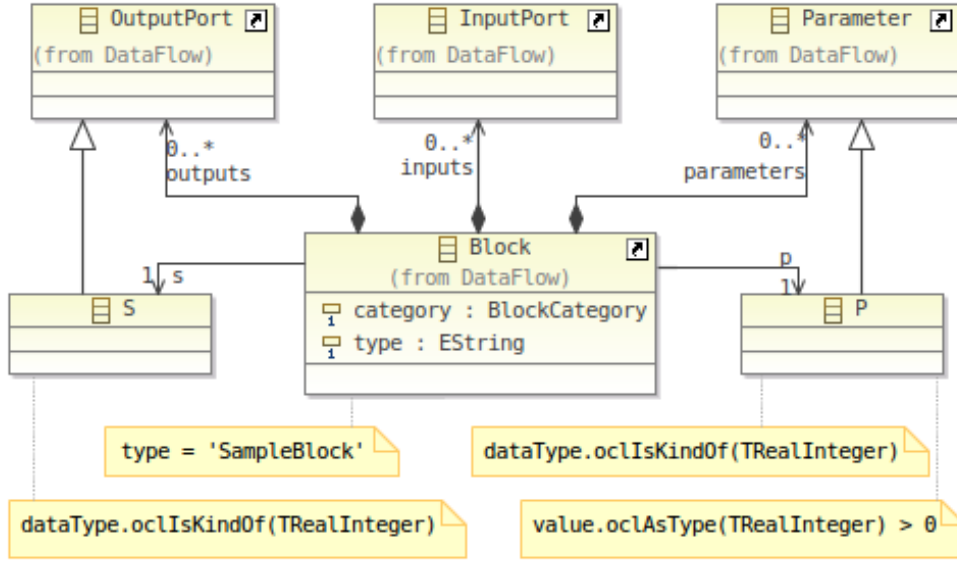 OutputPort
(from DataFlow)
InputPort
(from DataFlow)
Parameter
(from DataFlow)
0..*
outputs
0..*
inputs
0..*
parameters
Block
(from DataFlow)
category : BlockCategory
type : EString
1 s
S
p
1
P
type = 'SampleBlock'
dataType.oclIsKindOf(TRealInteger)
dataType.oclIsKindOf(TRealInteger)
value.oclAsType(TRealInteger) > 0